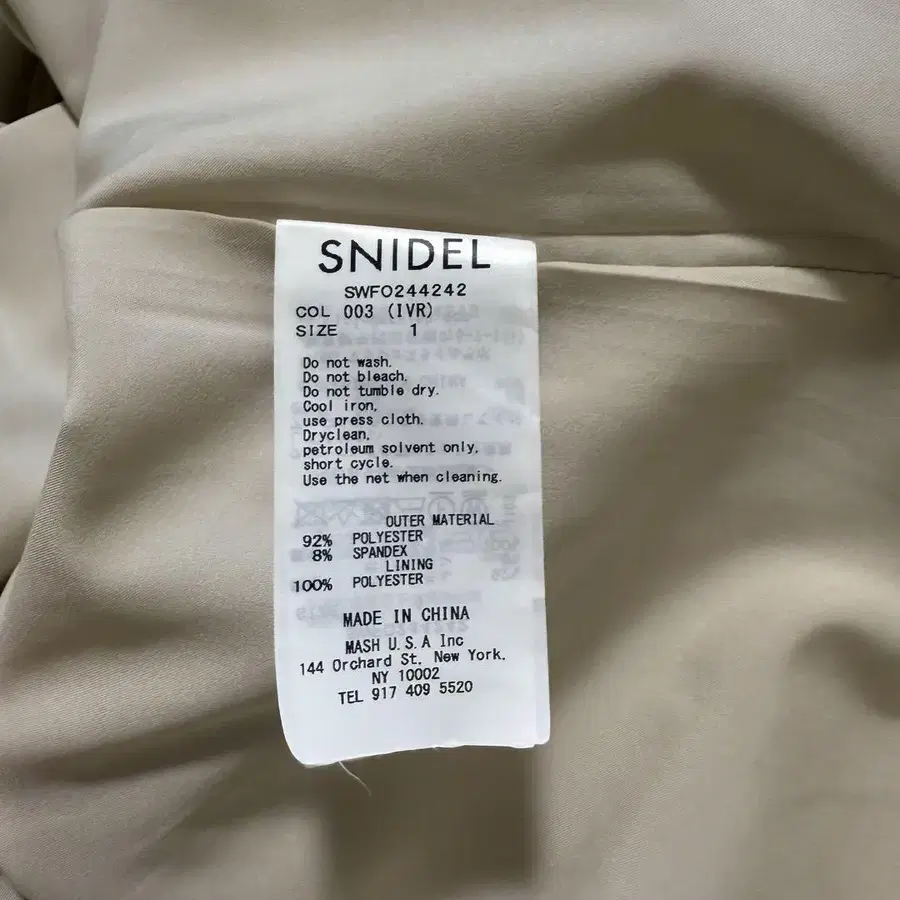 SNIDEL
SWFO244242
COL 003 (IVR)
SIZE 1
Do not wash.
Do not bleach.
Do not tumble dry.
Cool iron,
use press cloth.
Dryclean,
petroleum solvent only,
short cycle.
Use the net when cleaning.
OUTER MATERIAL
92% POLYESTER
8% SPANDEX
LINING
100% POLYESTER
MADE IN CHINA
MASH U.S.A Inc
144 Orchard St. New York.
NY 10002
TEL 917 409 5520